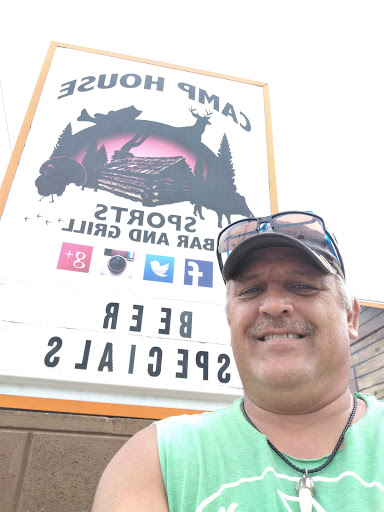 CAMP HOUSE
SPORTS
BAR AND GRILL
g+
f
BEER
SPECIALS